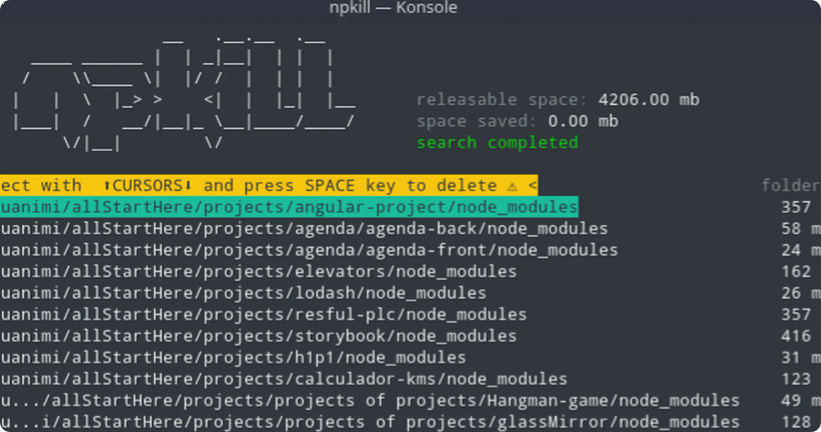 npkill — Konsole
releasable space: 4206.00 mb
space saved: 0.00 mb
search completed
ect with ⬆CURSORS⬇ and press SPACE key to delete ⚠ < folder
uanimi/allStartHere/projects/angular-project/node_modules 357
uanimi/allStartHere/projects/agenda/agenda-back/node_modules 58 m
uanimi/allStartHere/projects/agenda/agenda-front/node_modules 24 m
uanimi/allStartHere/projects/elevators/node_modules 162
uanimi/allStartHere/projects/lodash/node_modules 26 m
uanimi/allStartHere/projects/resful-plc/node_modules 357
uanimi/allStartHere/projects/storybook/node_modules 416
uanimi/allStartHere/projects/h1p1/node_modules 31 m
uanimi/allStartHere/projects/calculador-kms/node_modules 123
u.../allStartHere/projects/projects of projects/Hangman-game/node_modules 49 m
u...i/allStartHere/projects/projects of projects/glassMirror/node_modules 128